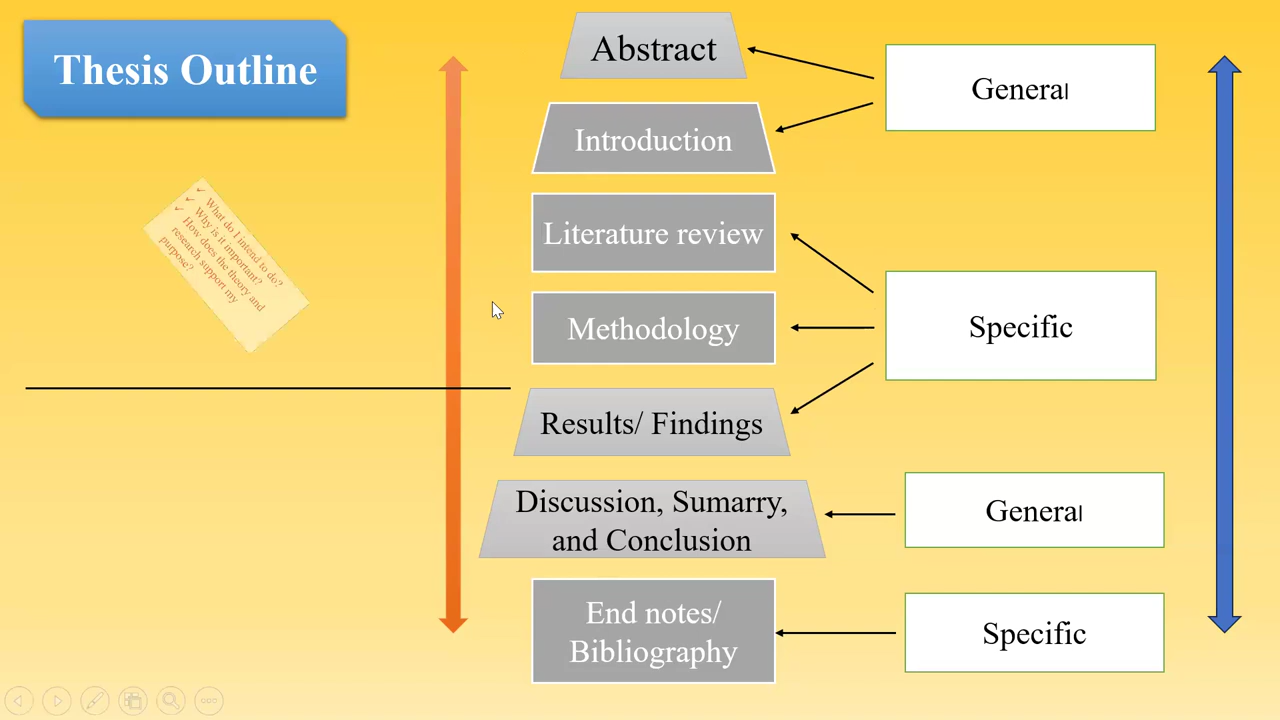 Thesis Outline
✓ What do I intend to do?
✓ Why is it important?
✓ How does the theory and
research support my
purpose?
Abstract
Introduction
Literature review
Methodology
Results/ Findings
Discussion, Sumarry,
and Conclusion
End notes/
Bibliography
General
Specific
General
Specific